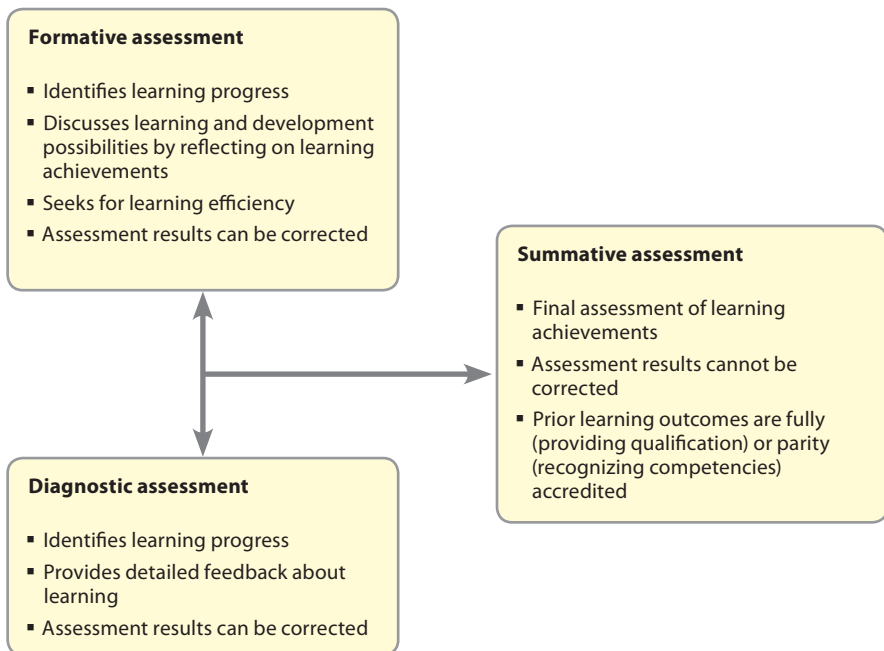 Formative assessment
▪ Identifies learning progress
▪ Discusses learning and development
possibilities by reflecting on learning
achievements
▪ Seeks for learning efficiency
▪ Assessment results can be corrected
Summative assessment
▪ Final assessment of learning
achievements
▪ Assessment results cannot be
corrected
▪ Prior learning outcomes are fully
(providing qualification) or parity
(recognizing competencies)
accredited
Diagnostic assessment
▪ Identifies learning progress
▪ Provides detailed feedback about
learning
▪ Assessment results can be corrected